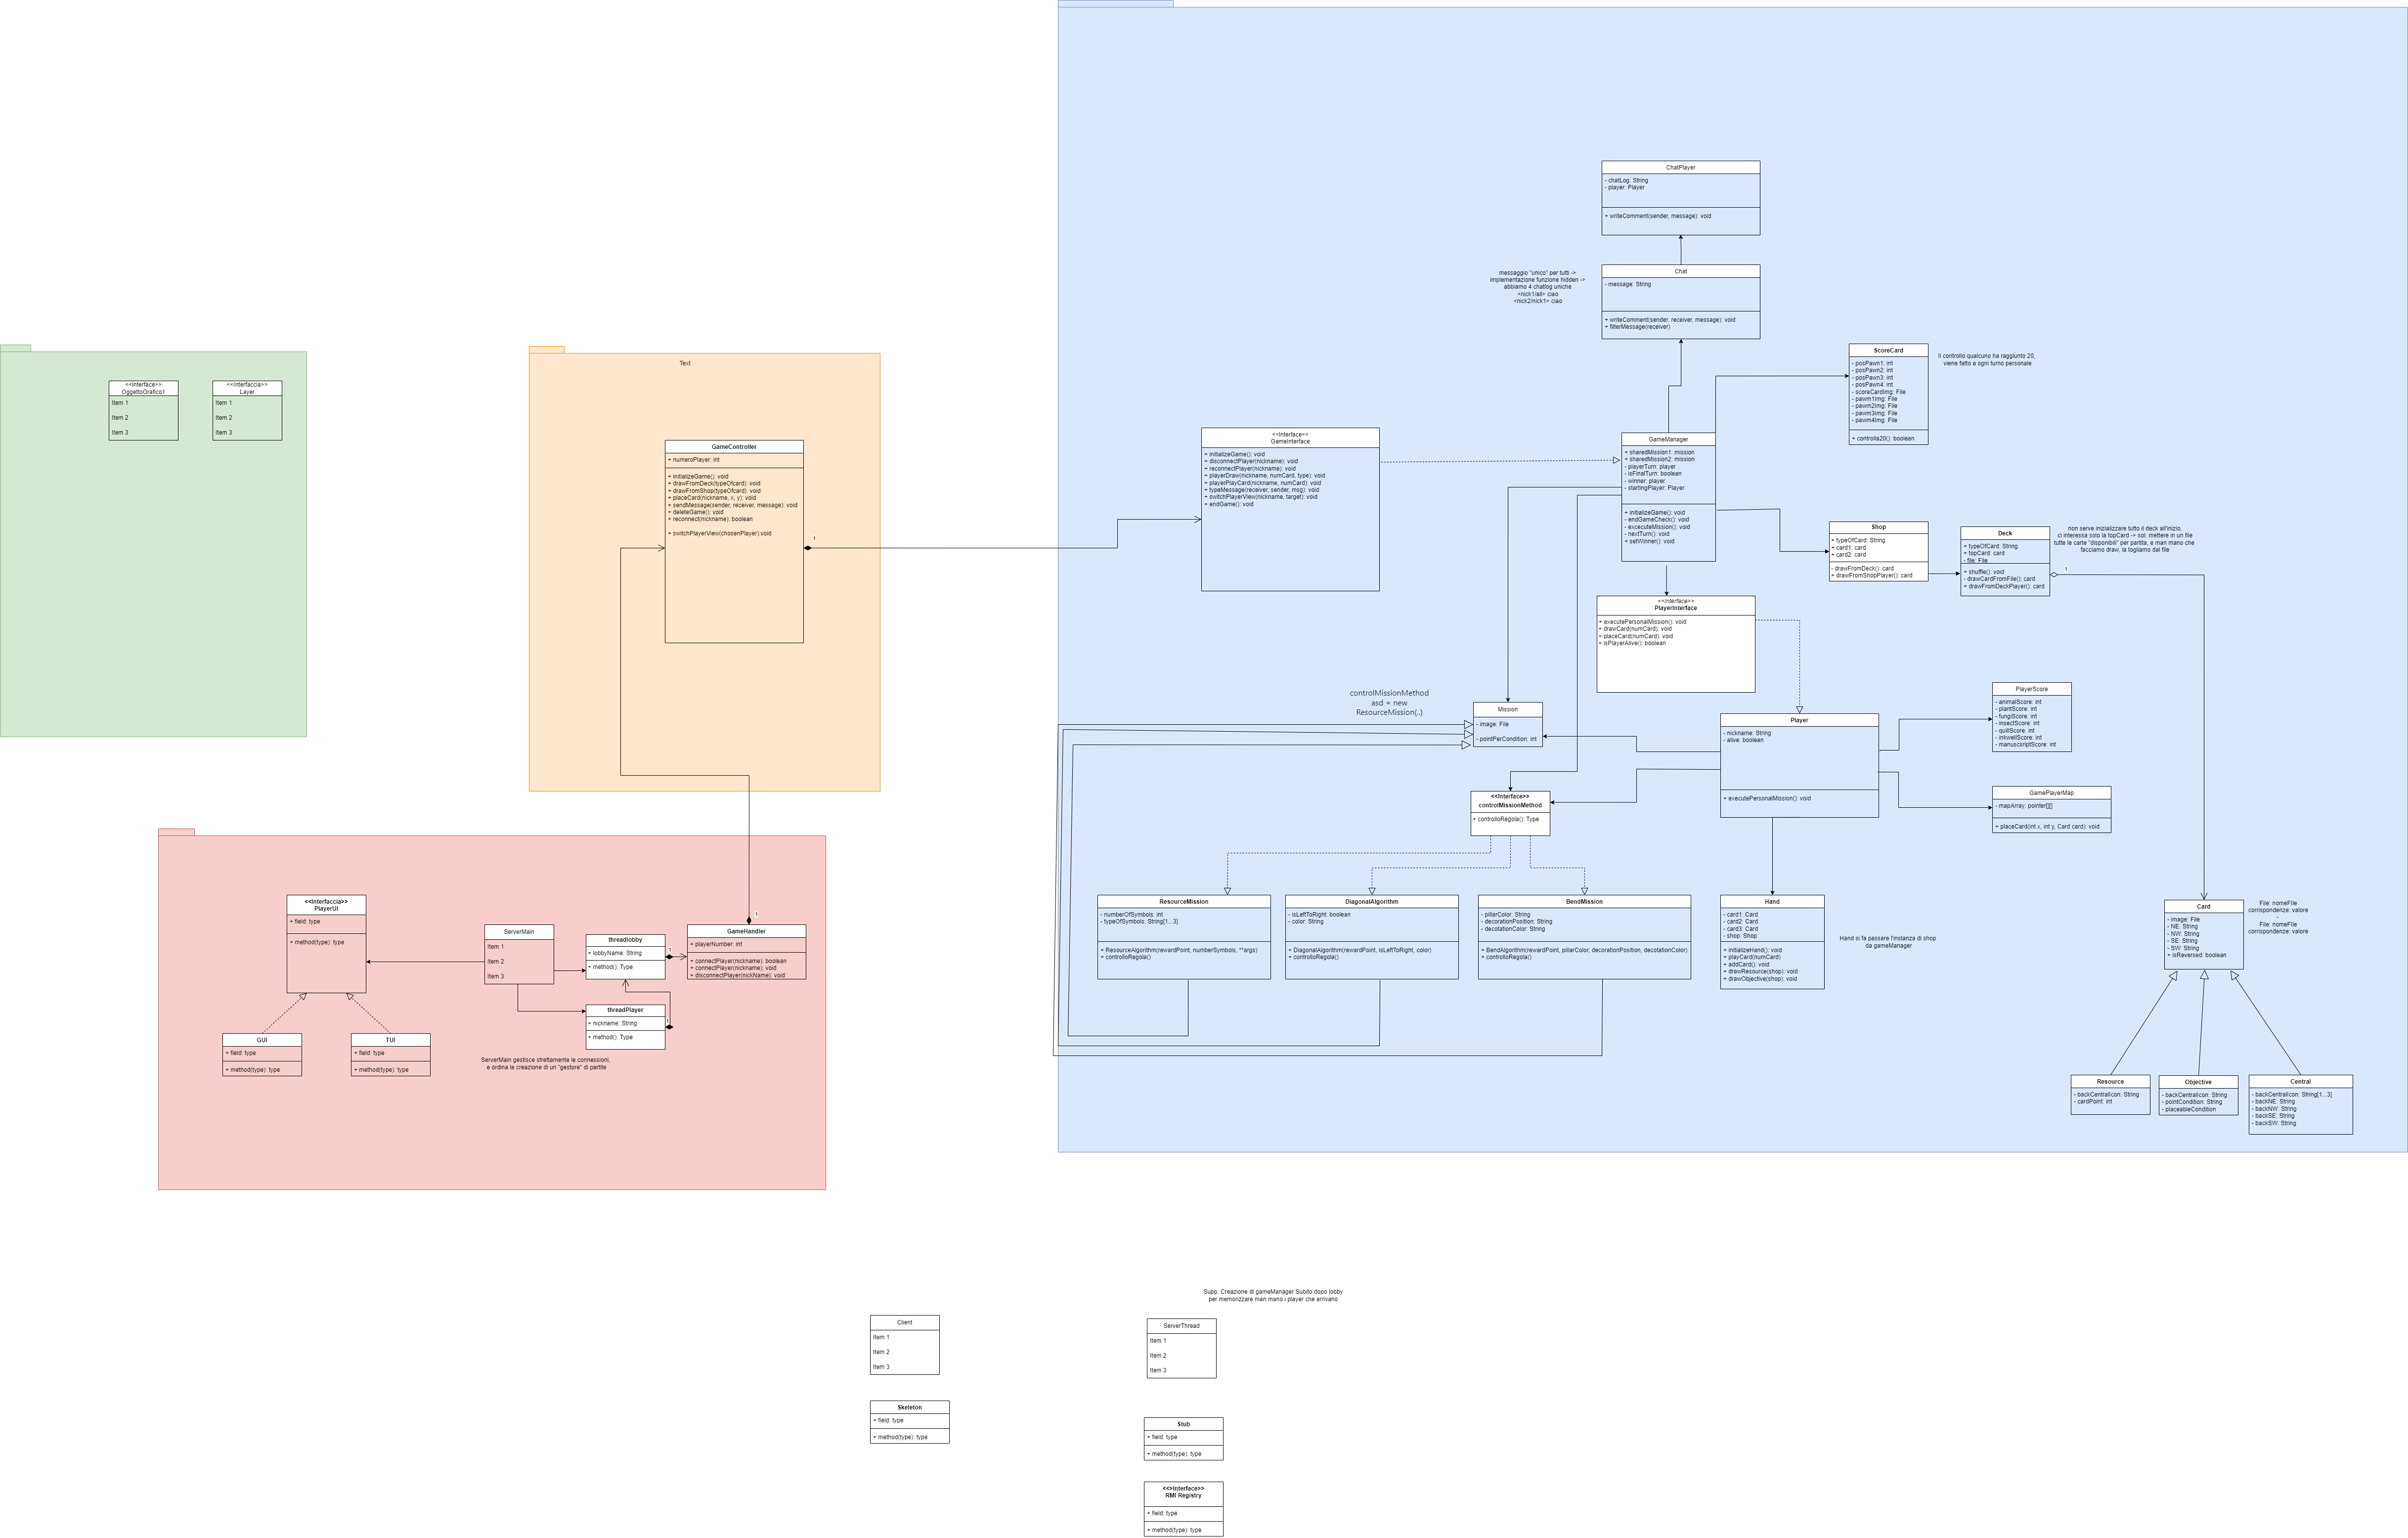 <<Interface>>
OggettoGrafico1
Item 1
Item 2
Item 3
<<Interfaccia>>
Layer
Item 1
Item 2
Item 3
Text
GameController
+ numeroPlayer: int
+ initializeGame(): void
+ drawFromDeck(typeOfcard): void
+ drawFromShop(typeOfcard): void
+ placeCard(nickname, x, y): void
+ sendMessage(sender, receiver, message): void
+ deleteGame(): void
+ reconnect(nickname): boolean
+ switchPlayerView(chosenPlayer):void
1
<<Interfaccia>>
PlayerUI
+ field: type
+ method(type): type
GUI
+ field: type
+ method(type): type
TUI
+ field: type
+ method(type): type
ServerMain
Item 1
Item 2
Item 3
threadlobby
+ lobbyName: String
+ method(): Type
1
threadPlayer
+ nickname: String
+ method(): Type
1
GameHandler
+ playerNumber: int
+ connectPlayer(nickname): boolean
+ connectPlayer(nickname): void
+ disconnectPlayer(nickName): void
1
ServerMain gestisce strettamente le connessioni,
e ordina la creazione di un "gestore" di partite
ChatPlayer
- chatLog: String
- player: Player
+ writeComment(sender, message): void
messaggio "unico" per tutti ->
implementazione funzione hidden ->
abbiamo 4 chatlog uniche
<nick1/all> ciao
<nick2/nick1> ciao
Chat
- message: String
+ writeComment(sender, receiver, message): void
+ filterMessage(receiver)
ScoreCard
- posPawn1: int
- posPawn2: int
- posPawn3: int
- posPawn4: int
- scoreCardImg: File
- pawm1Img: File
- pawm2Img: File
- pawm3Img: File
- pawm4Img: File
+ controlla20(): boolean
Il controllo qualcuno ha raggiunto 20,
viene fatto a ogni turno personale
<<Interface>>
GameInterface
+ initializeGame(): void
+ disconnectPlayer(nickname): void
+ reconnectPlayer(nickname): void
+ playerDraw(nickname, numCard, type): void
+ playerPlayCard(nickname, numCard): void
+ typeMessage(receiver, sender, msg): void
+ switchPlayerView(nickname, target): void
+ endGame(): void
GameManager
+ sharedMission1: mission
+ sharedMission2: mission
- playerTurn: player
- isFinalTurn: boolean
- winner: player
- startingPlayer: Player
+ initializeGame(): void
- endGameCheck(): void
- excecuteMission(): void
- nextTurn(): void
+ setWinner(): void
Shop
+ typeOfCard: String
+ card1: card
+ card2: card
- drawFromDeck(): card
+ drawFromShopPlayer(): card
Deck
+ typeOfCard: String
+ topCard: card
- file: File
+ shuffle(): void
- drawCardFromFile(): card
+ drawFromDeckPlayer(): card
1
non serve inizializzare tutto il deck all'inizio,
ci interessa solo la topCard -> sol: mettere in un file
tutte le carte "disponibili" per partita, e man mano che
facciamo draw, la togliamo dal file
<<Interface>>
PlayerInterface
+ executePersonalMission(): void
+ drawCard(numCard): void
+ placeCard(numCard): void
+ isPlayerAlive(): boolean
controlMissionMethod
asd = new
ResourceMission(..)
Mission
- image: File
- pointPerCondition: int
Player
- nickname: String
- alive: boolean
+ executePersonalMission(): void
PlayerScore
- animalScore: int
- plantScore: int
- fungiScore: int
- insectScore: int
- quillScore: int
- inkwellScore: int
- manuscsriptScore: int
GamePlayerMap
- mapArray: pointer[][]
+ placeCard(int x, int y, Card card): void
<<Interface>>
controlMissionMethod
+ controlloRegola(): Type
ResourceMission
- numberOfSymbols: int
- typeOfSymbols: String[1...3]
+ ResourceAlgorithm(rewardPoint, numberSymbols, **args)
+ controlloRegola()
DiagonalAlgorithm
- isLeftToRight: boolean
- color: String
+ DiagonalAlgorithm(rewardPoint, isLeftToRight, color)
+ controlloRegola()
BendMission
- pillarColor: String
- decorationPosition: String
- decotationColor: String
+ BendAlgorithm(rewardPoint, pillarColor, decorationPosition, decotationColor)
+ controlloRegola()
Hand
- card1: Card
- card2: Card
- card3: Card
- shop: Shop
+ initializeHand(): void
+ playCard(numCard)
+ addCard(): void
+ drawResource(shop): void
+ drawObjective(shop): void
Hand si fa passare l'instanza di shop
da gameManager
Card
- image: File
- NE: String
- NW: String
- SE: String
- SW: String
+ isReversed: boolean
File: nomeFIle
corrispondenze: valore
-
File: nomeFIle
corrispondenze: valore
Resource
- backCentralIcon: String
- cardPoint: int
Objective
- backCentralIcon: String
- pointCondition: String
- placeableCondition
Central
- backCentralIcon: String[1...3]
- backNE: String
- backNW: String
- backSE: String
- backSW: String
Supp. Creazione di gameManager Subito dopo lobby
per memorizzare man mano i player che arrivano
Client
Item 1
Item 2
Item 3
ServerThread
Item 1
Item 2
Item 3
Skeleton
+ field: type
+ method(type): type
Stub
+ field: type
+ method(type): type
<<>Interface>>
RMI Registry
+ field: type
+ method(type): type